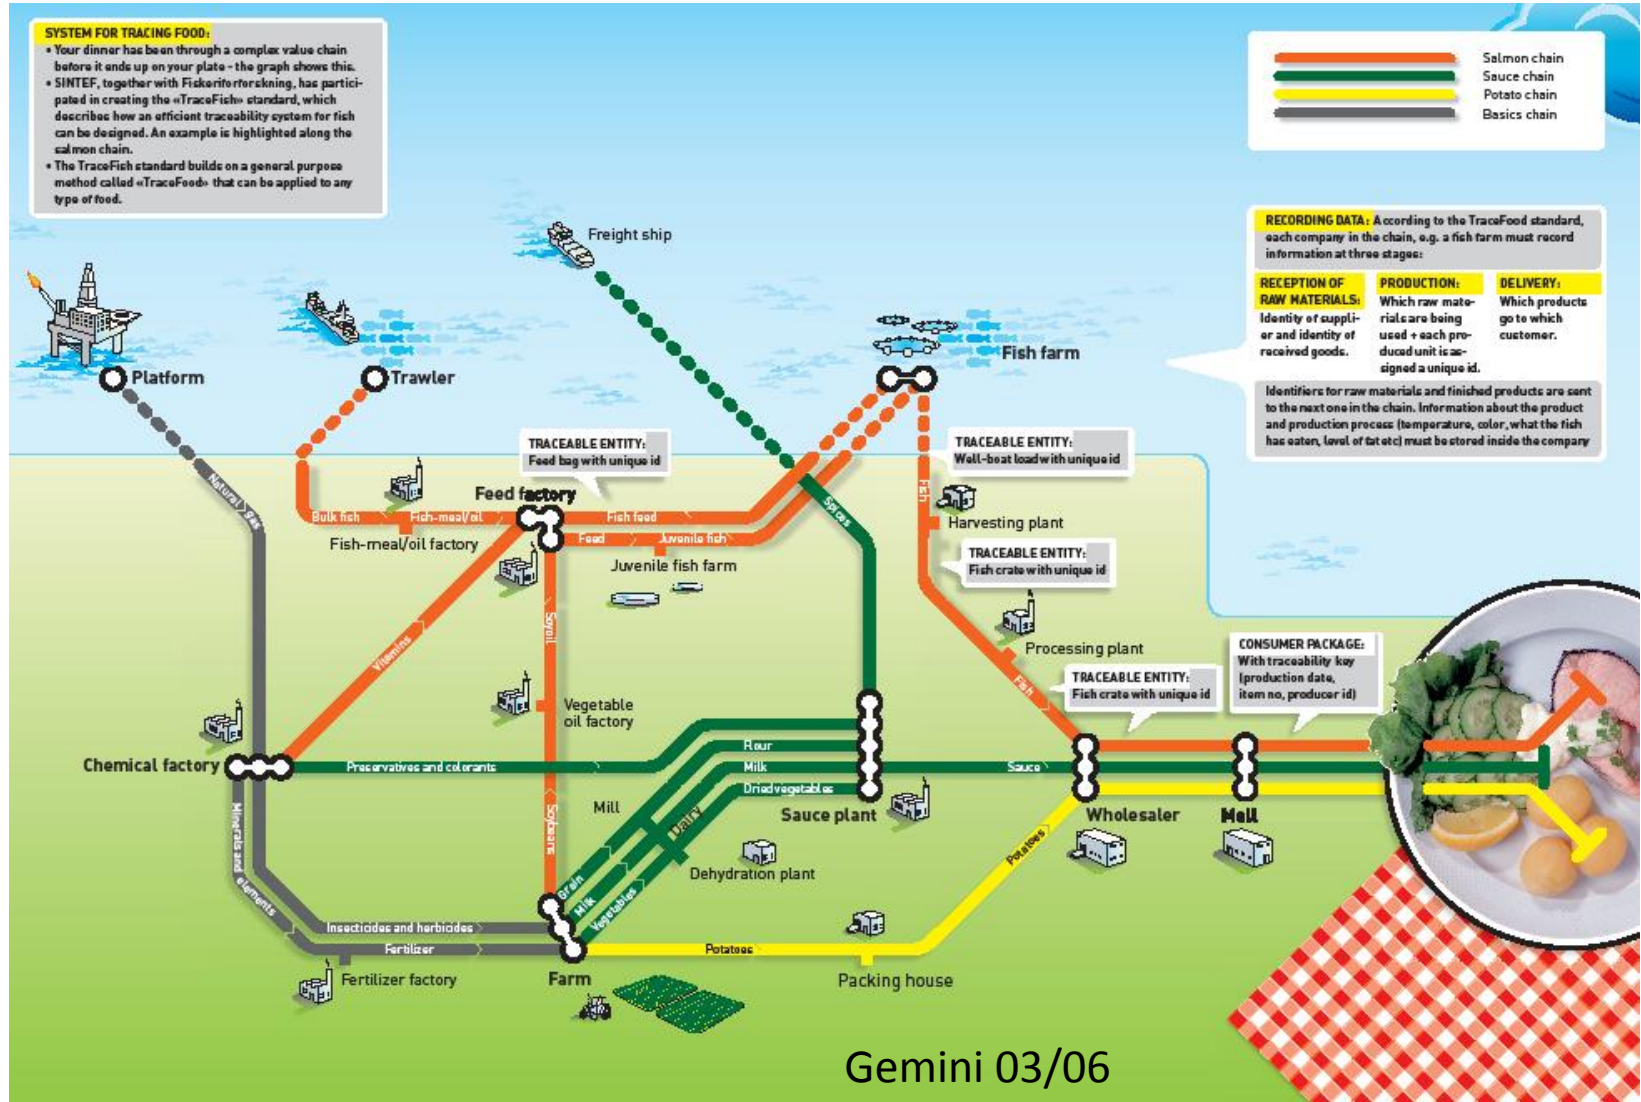 SYSTEM FOR TRACING FOOD:
• Your dinner has been through a complex value chain
before it ends up on your plate - the graph shows this.
• SINTEF, together with Fiskeriforforskning, has partici-
pated in creating the «TraceFish» standard, which
describes how an efficient traceability system for fish
can be designed. An example is highlighted along the
salmon chain.
• The TraceFish standard builds on a general purpose
method called «TraceFood» that can be applied to any
type of food.
Salmon chain
Sauce chain
Potato chain
Basics chain
RECORDING DATA: According to the TraceFood standard,
each company in the chain, e.g. a fish farm must record
information at three stages:
RECEPTION OF
RAW MATERIALS:
Identity of suppli-
er and identity of
received goods.
PRODUCTION:
Which raw mate-
rials are being
used + each pro-
duced unit is as-
signed a unique id.
DELIVERY:
Which products
go to which
customer.
Identifiers for raw materials and finished products are sent
to the next one in the chain. Information about the product
and production process (temperature, color, what the fish
has eaten, level of fat etc) must be stored inside the company
Freight ship
Platform
Trawler
Fish farm
TRACEABLE ENTITY:
Feed bag with unique id
TRACEABLE ENTITY:
Well-boat load with unique id
Natural gas
Feed factory
Bulk fish
Fish-meal/oil
Fish feed
Spices
Fish
Harvesting plant
Fish-meal/oil factory
Feed
Juvenile fish
Juvenile fish farm
TRACEABLE ENTITY:
Fish crate with unique id
Vitamins
Soyoil
Processing plant
CONSUMER PACKAGE:
With traceability key
(production date,
item no, producer id)
TRACEABLE ENTITY:
Fish crate with unique id
Fish
Vegetable
oil factory
Chemical factory
Preservatives and colorants
Flour
Milk
Dried vegetables
Sauce
Mill
Dairy
Sauce plant
Wholesaler
Mall
Minerals and
elements
Soybeans
Dehydration plant
Potatoes
Grain
Milk
Vegetables
Insecticides and herbicides
Fertilizer
Potatoes
Fertilizer factory
Farm
Packing house
Gemini 03/06